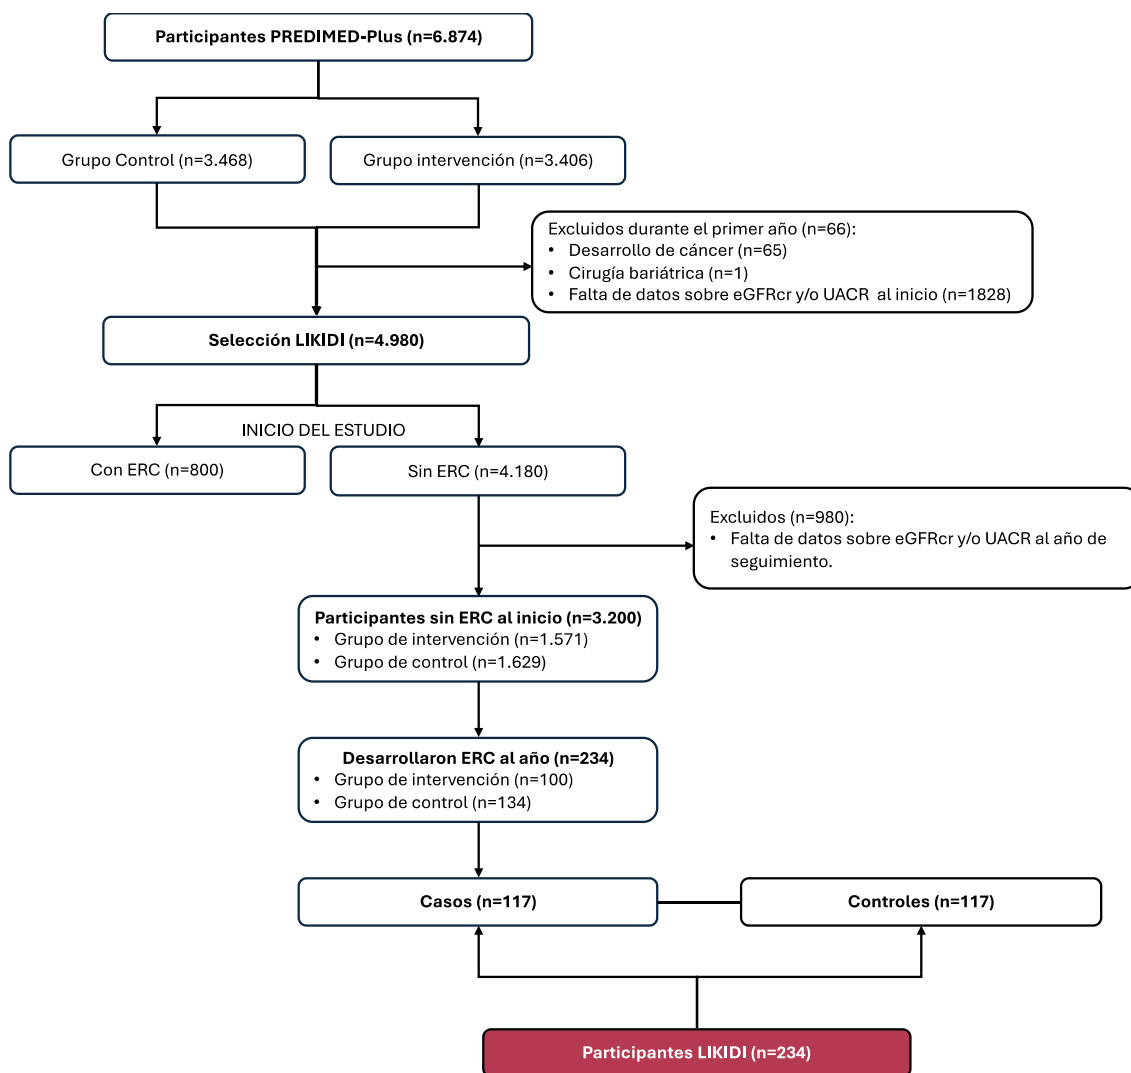 Participantes PREDIMED-Plus (n=6.874)
Grupo Control (n=3.468)
Grupo intervención (n=3.406)
Excluidos durante el primer año (n=66):
• Desarrollo de cáncer (n=65)
• Cirugía bariátrica (n=1)
• Falta de datos sobre eGFRcr y/o UACR al inicio (n=1828)
Selección LIKIDI (n=4.980)
INICIO DEL ESTUDIO
Con ERC (n=800)
Sin ERC (n=4.180)
Excluidos (n=980):
• Falta de datos sobre eGFRcr y/o UACR al año de
seguimiento.
Participantes sin ERC al inicio (n=3.200)
• Grupo de intervención (n=1.571)
• Grupo de control (n=1.629)
Desarrollaron ERC al año (n=234)
• Grupo de intervención (n=100)
• Grupo de control (n=134)
Casos (n=117)
Controles (n=117)
Participantes LIKIDI (n=234)